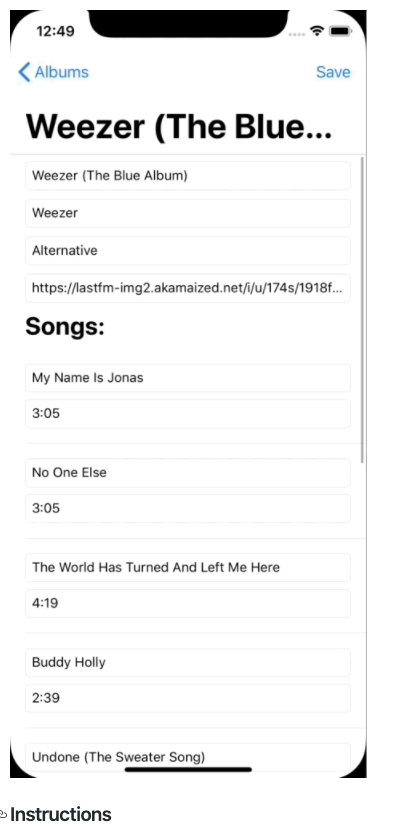 12:49
Albums
Save
Weezer (The Blue...
Weezer (The Blue Album)
Weezer
Alternative
https://lastfm-img2.akamaized.net/i/u/174s/1918f...
Songs:
My Name Is Jonas
3:05
No One Else
3:05
The World Has Turned And Left Me Here
4:19
Buddy Holly
2:39
Undone (The Sweater Song)
Instructions